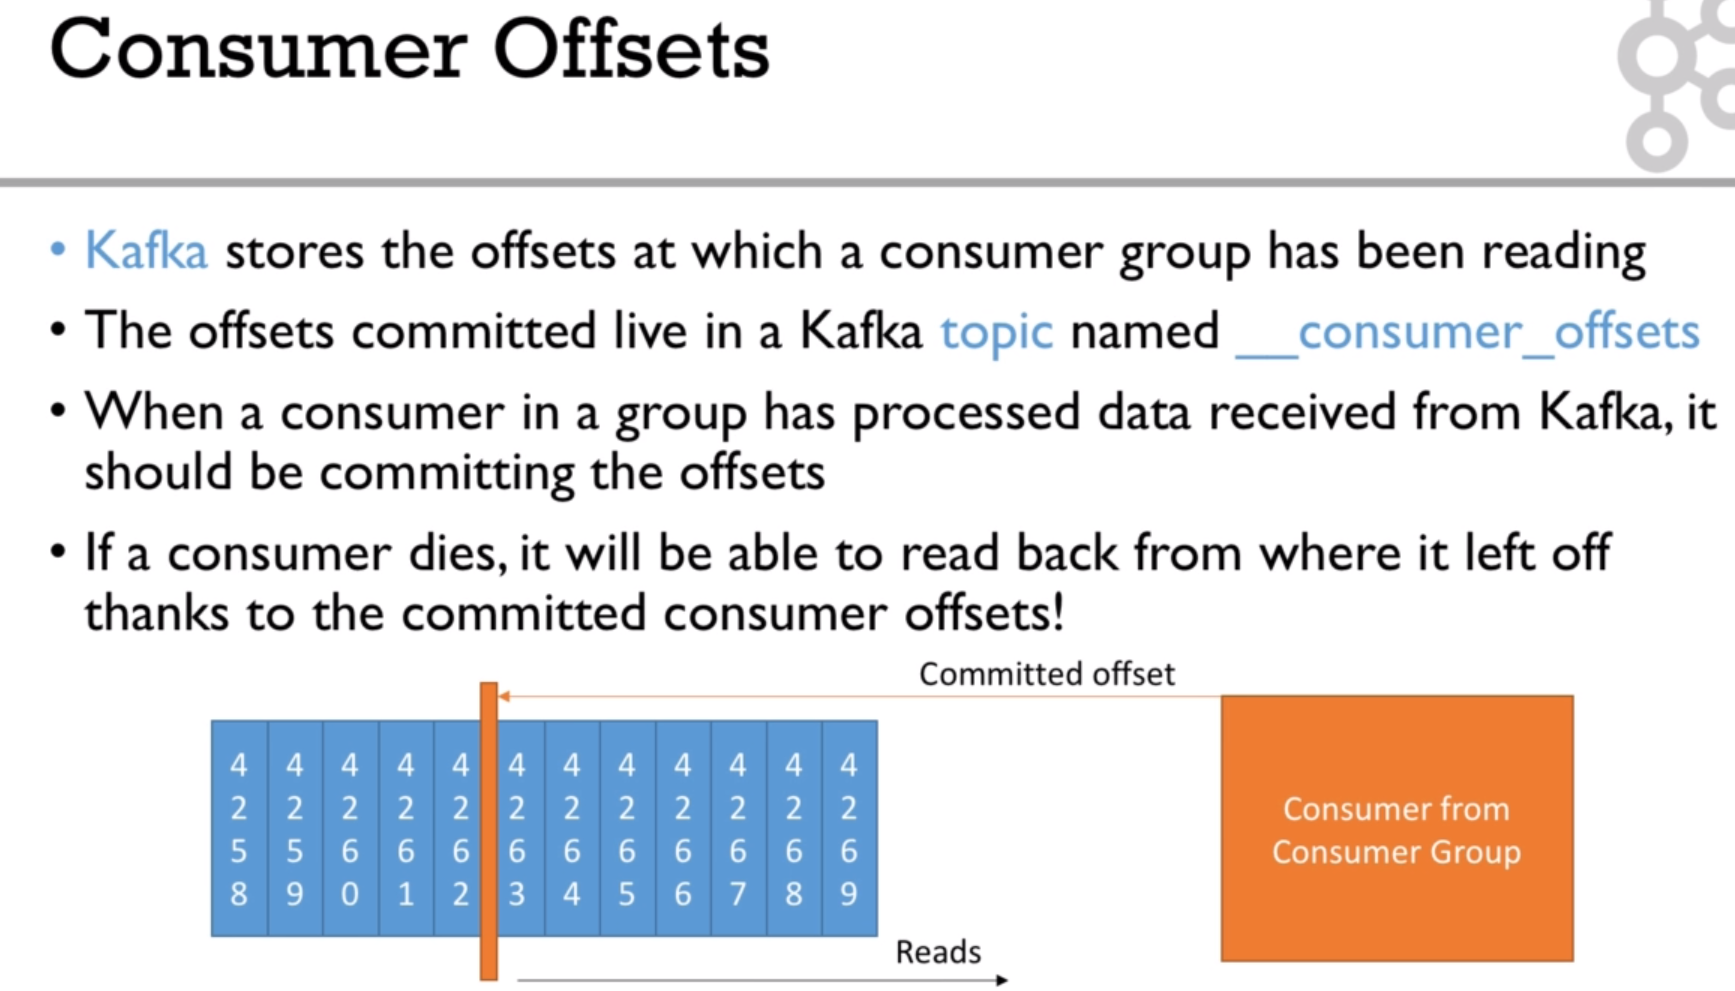 Consumer Offsets
• Kafka stores the offsets at which a consumer group has been reading
• The offsets committed live in a Kafka topic named __consumer_offsets
• When a consumer in a group has processed data received from Kafka, it
should be committing the offsets
• If a consumer dies, it will be able to read back from where it left off
thanks to the committed consumer offsets!
Committed offset
4258 4259 4260 4261 4262 4263 4264 4265 4266 4267 4268 4269
Consumer from
Consumer Group
Reads